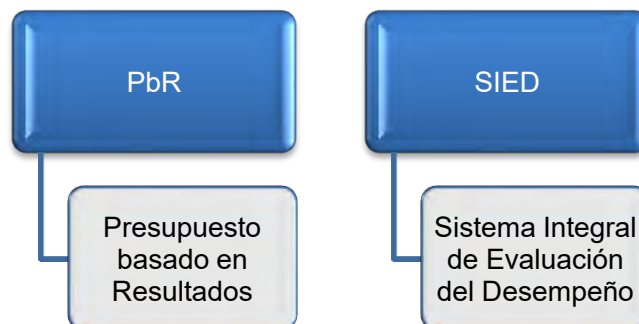 PbR
Presupuesto
basado en
Resultados
SIED
Sistema Integral
de Evaluación
del Desempeño